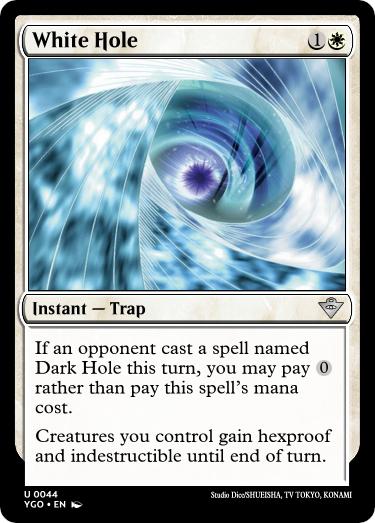 White Hole 1
Instant — Trap
If an opponent cast a spell named
Dark Hole this turn, you may pay 0
rather than pay this spell's mana
cost.
Creatures you control gain hexproof
and indestructible until end of turn.
U 0044
YGO • EN
Studio Dice/SHUEISHA, TV TOKYO, KONAMI